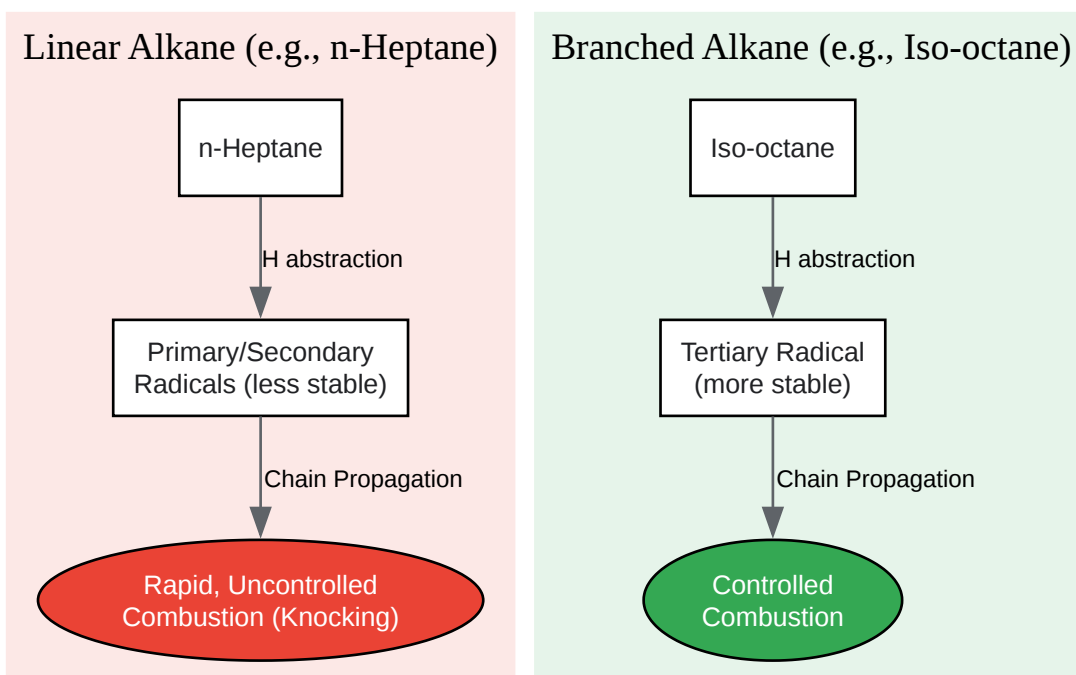 Linear Alkane (e.g., n-Heptane)
n-Heptane
H abstraction
Primary/Secondary
Radicals (less stable)
Chain Propagation
Rapid, Uncontrolled
Combustion (Knocking)
Branched Alkane (e.g., Iso-octane)
Iso-octane
H abstraction
Tertiary Radical
(more stable)
Chain Propagation
Controlled
Combustion